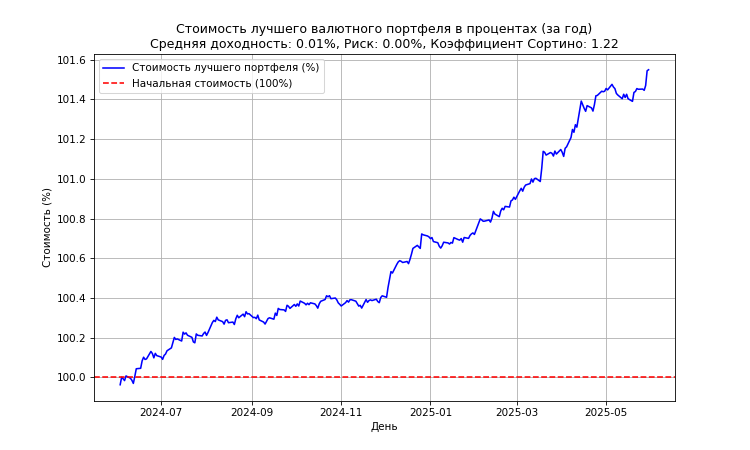 Стоимость лучшего валютного портфеля в процентах (за год)
Средняя доходность: 0.01%, Риск: 0.00%, Коэффициент Сортино: 1.22
Стоимость лучшего портфеля (%)
Начальная стоимость (100%)
Стоимость (%)
101.6
101.4
101.2
101.0
100.8
100.6
100.4
100.2
100.0
2024-07
2024-09
2024-11
2025-01
2025-03
2025-05
День